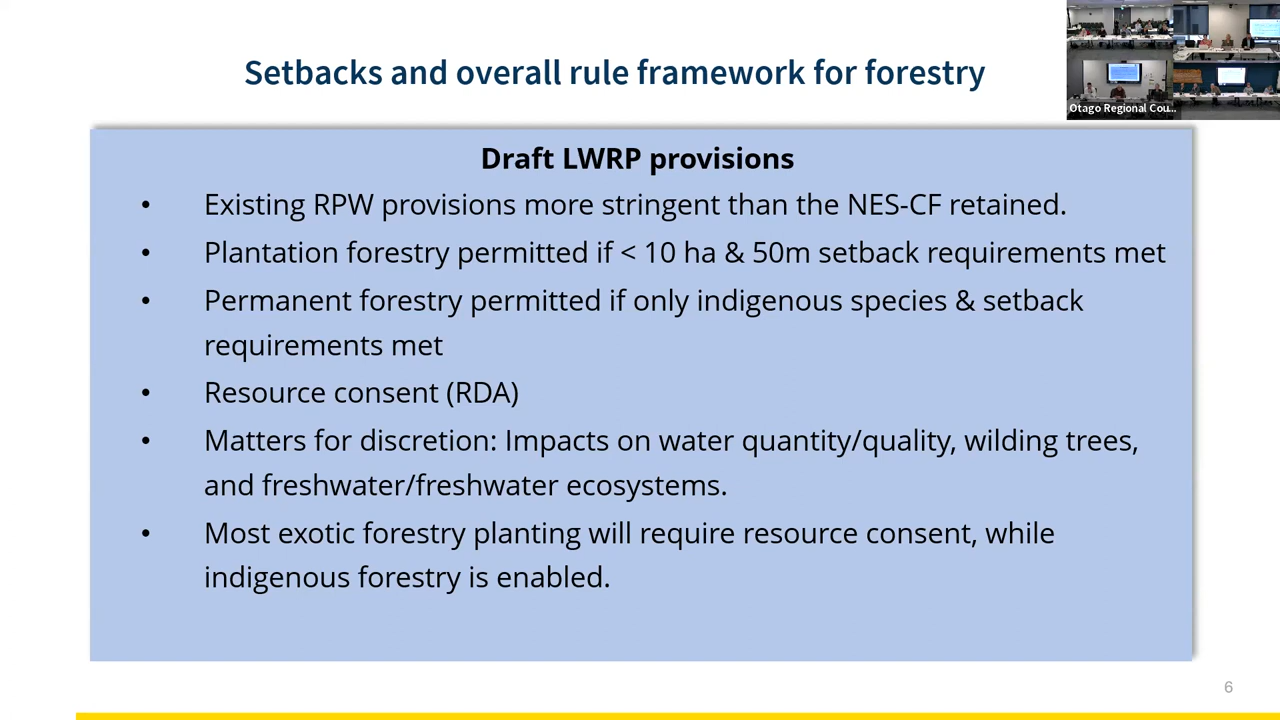 Setbacks and overall rule framework for forestry
Otago Regional Cou...
Draft LWRP provisions
• Existing RPW provisions more stringent than the NES-CF retained.
• Plantation forestry permitted if < 10 ha & 50m setback requirements met
• Permanent forestry permitted if only indigenous species & setback
requirements met
• Resource consent (RDA)
• Matters for discretion: Impacts on water quantity/quality, wilding trees,
and freshwater/freshwater ecosystems.
• Most exotic forestry planting will require resource consent, while
indigenous forestry is enabled.
6